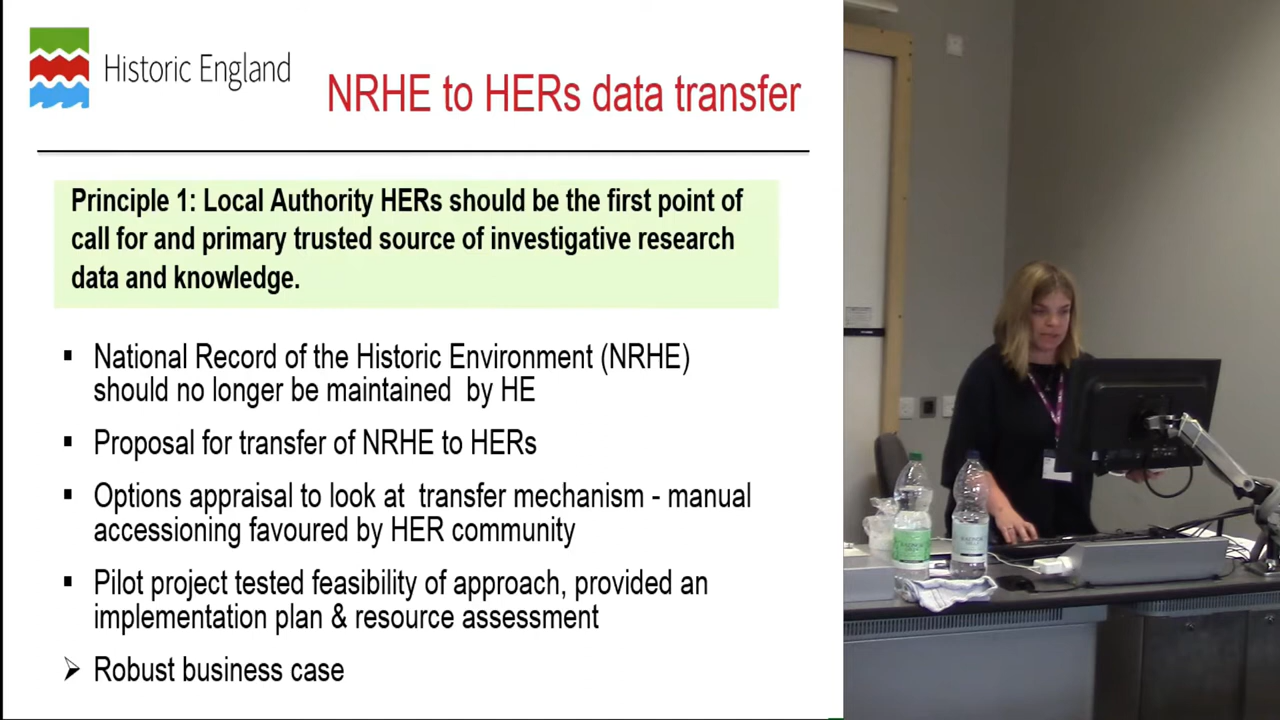 Historic England
NRHE to HERs data transfer
Principle 1: Local Authority HERs should be the first point of
call for and primary trusted source of investigative research
data and knowledge.
▪ National Record of the Historic Environment (NRHE)
should no longer be maintained by HE
▪ Proposal for transfer of NRHE to HERs
▪ Options appraisal to look at transfer mechanism - manual
accessioning favoured by HER community
▪ Pilot project tested feasibility of approach, provided an
implementation plan & resource assessment
➢ Robust business case